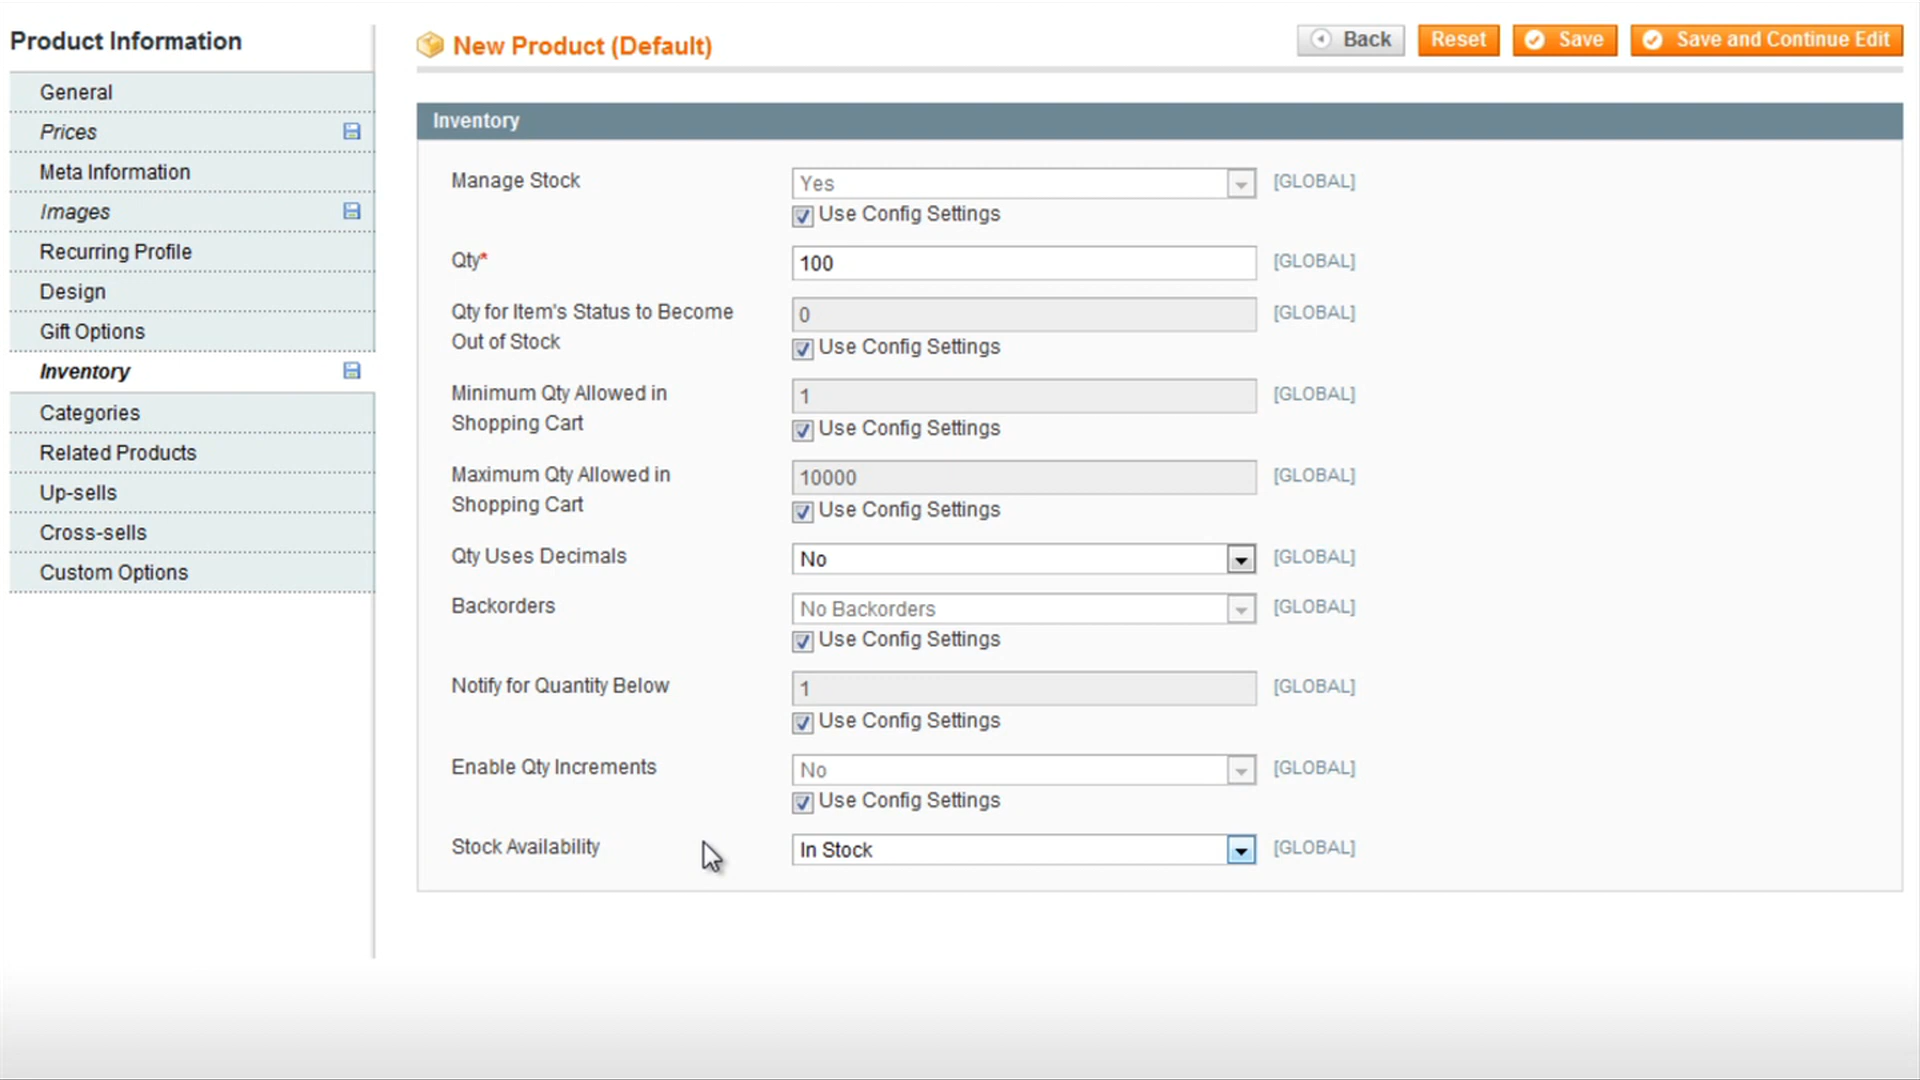 Product Information
General
Prices
Meta Information
Images
Recurring Profile
Design
Gift Options
Inventory
Categories
Related Products
Up-sells
Cross-sells
Custom Options
New Product (Default)
Back
Reset
Save
Save and Continue Edit
Inventory
Manage Stock
Yes
[GLOBAL]
Use Config Settings
Qty*
100
[GLOBAL]
Qty for Item's Status to Become
Out of Stock
0
[GLOBAL]
Use Config Settings
Minimum Qty Allowed in
Shopping Cart
1
[GLOBAL]
Use Config Settings
Maximum Qty Allowed in
Shopping Cart
10000
[GLOBAL]
Use Config Settings
Qty Uses Decimals
No
[GLOBAL]
Backorders
No Backorders
[GLOBAL]
Use Config Settings
Notify for Quantity Below
1
[GLOBAL]
Use Config Settings
Enable Qty Increments
No
[GLOBAL]
Use Config Settings
Stock Availability
In Stock
[GLOBAL]